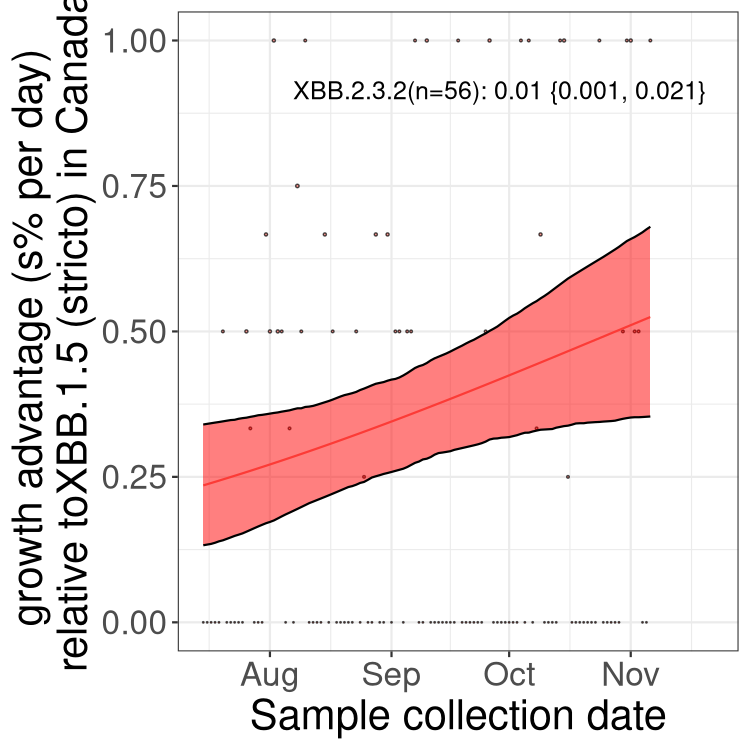 growth advantage (s% per day)
relative toXBB.1.5 (stricto) in Canada
1.00
XBB.2.3.2(n=56): 0.01 {0.001, 0.021}
0.75
0.50
0.25
0.00
Aug Sep Oct Nov
Sample collection date